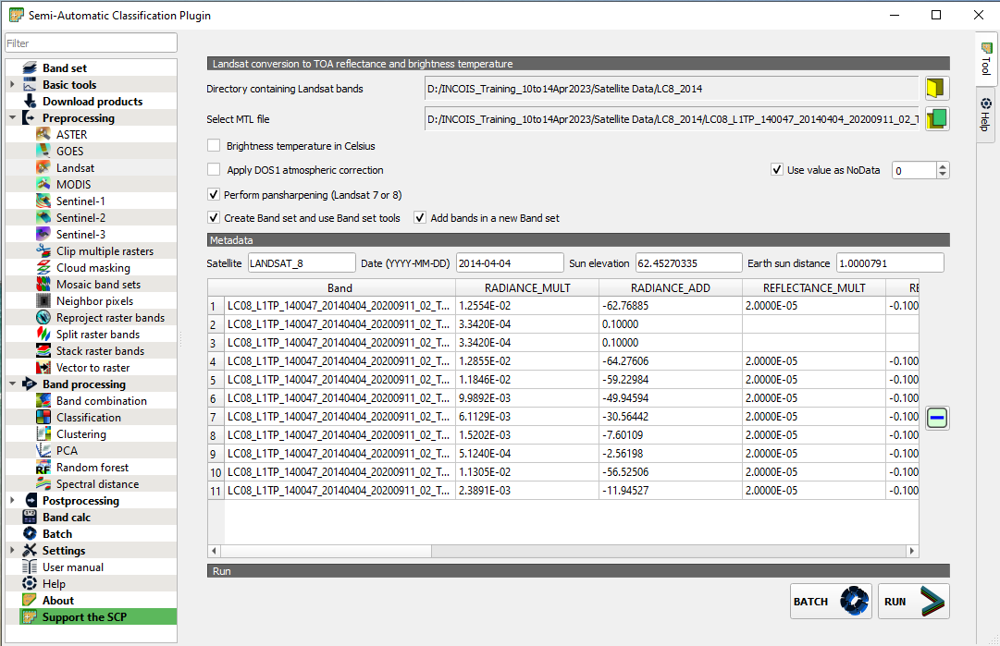 Semi-Automatic Classification Plugin
Filter
Band set
Basic tools
Download products
Preprocessing
ASTER
GOES
Landsat
MODIS
Sentinel-1
Sentinel-2
Sentinel-3
Clip multiple rasters
Cloud masking
Mosaic band sets
Neighbor pixels
Reproject raster bands
Split raster bands
Stack raster bands
Vector to raster
Band processing
Band combination
Classification
Clustering
PCA
Random forest
Spectral distance
Postprocessing
Band calc
Batch
Settings
User manual
Help
About
Support the SCP
Landsat conversion to TOA reflectance and brightness temperature
Directory containing Landsat bands D:/INCOIS_Training_10to14Apr2023/Satellite Data/LC8_2014
Select MTL file D:/INCOIS_Training_10to14Apr2023/Satellite Data/LC8_2014/LC08_L1TP_140047_20140404_20200911_02_T
Brightness temperature in Celsius
Apply DOS1 atmospheric correction Use value as NoData 0
Perform pansharpening (Landsat 7 or 8)
Create Band set and use Band set tools Add bands in a new Band set
Metadata
Satellite LANDSAT_8 Date (YYYY-MM-DD) 2014-04-04 Sun elevation 62.45270335 Earth sun distance 1.0000791
Band RADIANCE_MULT RADIANCE_ADD REFLECTANCE_MULT RE
1 LC08_L1TP_140047_20140404_20200911_02_T... 1.2554E-02 -62.76885 2.0000E-05 -0.100
2 LC08_L1TP_140047_20140404_20200911_02_T... 3.3420E-04 0.10000
3 LC08_L1TP_140047_20140404_20200911_02_T... 3.3420E-04 0.10000
4 LC08_L1TP_140047_20140404_20200911_02_T... 1.2855E-02 -64.27606 2.0000E-05 -0.100
5 LC08_L1TP_140047_20140404_20200911_02_T... 1.1846E-02 -59.22984 2.0000E-05 -0.100
6 LC08_L1TP_140047_20140404_20200911_02_T... 9.9892E-03 -49.94594 2.0000E-05 -0.100
7 LC08_L1TP_140047_20140404_20200911_02_T... 6.1129E-03 -30.56442 2.0000E-05 -0.100
8 LC08_L1TP_140047_20140404_20200911_02_T... 1.5202E-03 -7.60109 2.0000E-05 -0.100
9 LC08_L1TP_140047_20140404_20200911_02_T... 5.1240E-04 -2.56198 2.0000E-05 -0.100
10 LC08_L1TP_140047_20140404_20200911_02_T... 1.1305E-02 -56.52506 2.0000E-05 -0.100
11 LC08_L1TP_140047_20140404_20200911_02_T... 2.3891E-03 -11.94527 2.0000E-05 -0.100
Run
BATCH RUN
Tool
Help